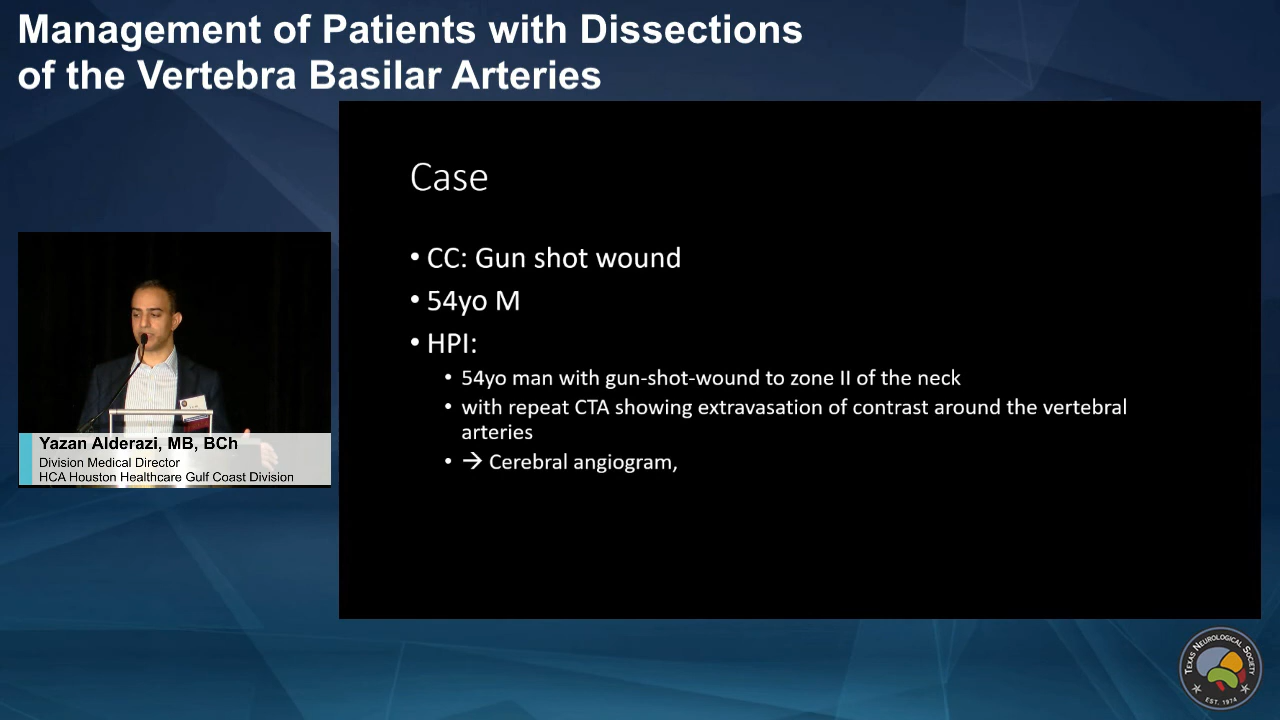 Management of Patients with Dissections
of the Vertebra Basilar Arteries
Case
• CC: Gun shot wound
• 54yo M
• HPI:
• 54yo man with gun-shot-wound to zone II of the neck
• with repeat CTA showing extravasation of contrast around the vertebral
arteries
• → Cerebral angiogram,
Yazan Alderazi, MB, BCh
Division Medical Director
HCA Houston Healthcare Gulf Coast Division
TEXAS NEUROLOGICAL SOCIETY
EST. 1974